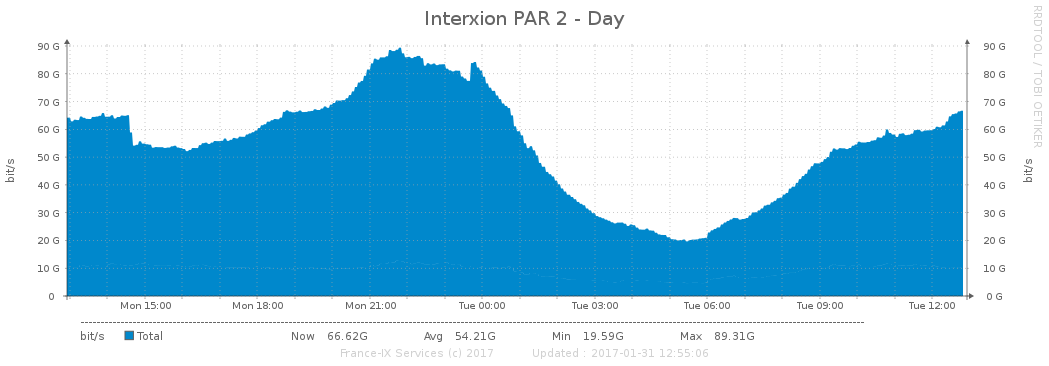 Interxion PAR 2 - Day
RRDTOOL / TOBI OETIKER
90 G 90 G
80 G 80 G
70 G 70 G
60 G 60 G
50 G 50 G
40 G 40 G
30 G 30 G
20 G 20 G
10 G 10 G
0 0 G
bit/s
bit/s
Mon 15:00 Mon 18:00 Mon 21:00 Tue 00:00 Tue 03:00 Tue 06:00 Tue 09:00 Tue 12:00
bit/s Total Now 66.62G Avg 54.21G Min 19.59G Max 89.31G
France-IX Services (c) 2017 Updated : 2017-01-31 12:55:06